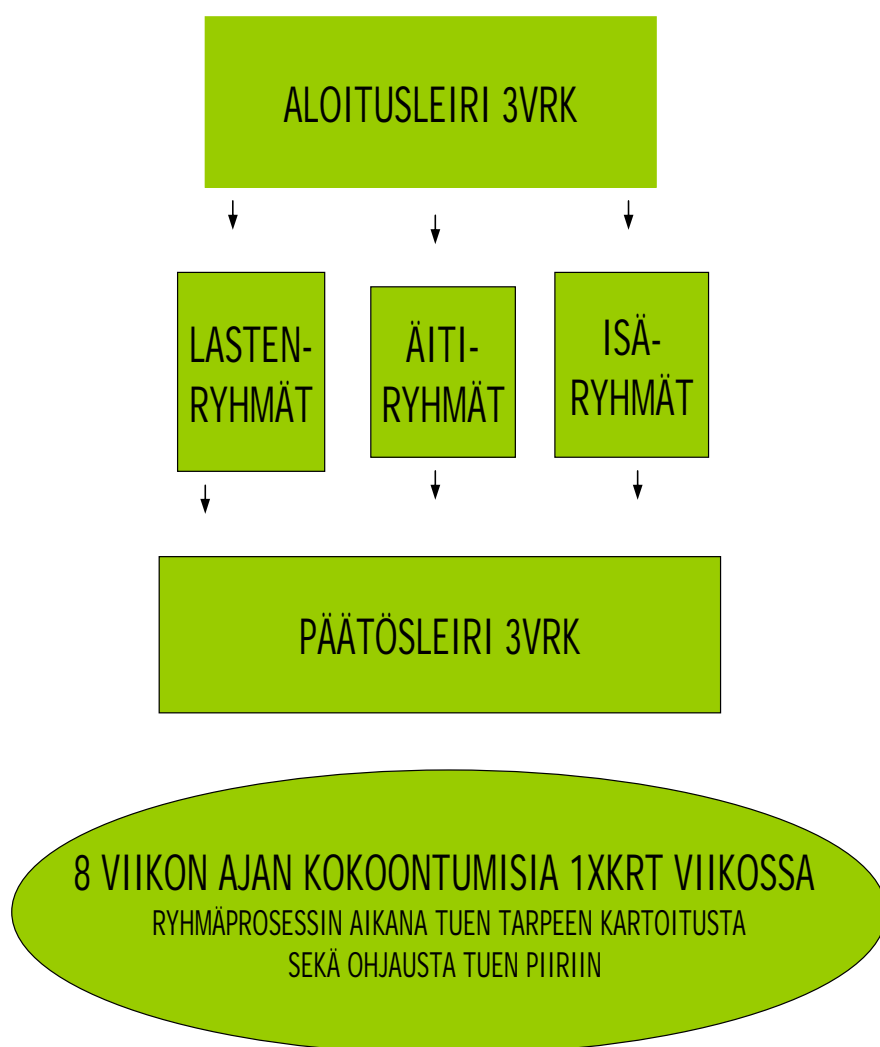 ALOITUSLEIRI 3VRK
LASTEN-
RYHMÄT
ÄITI-
RYHMÄT
ISÄ-
RYHMÄT
PÄÄTÖSLEIRI 3VRK
8 VIIKON AJAN KOKOONTUMISIA 1XKRT VIIKOSSA
RYHMÄPROSESSIN AIKANA TUEN TARPEEN KARTOITUSTA
SEKÄ OHJAUSTA TUEN PIIRIIN